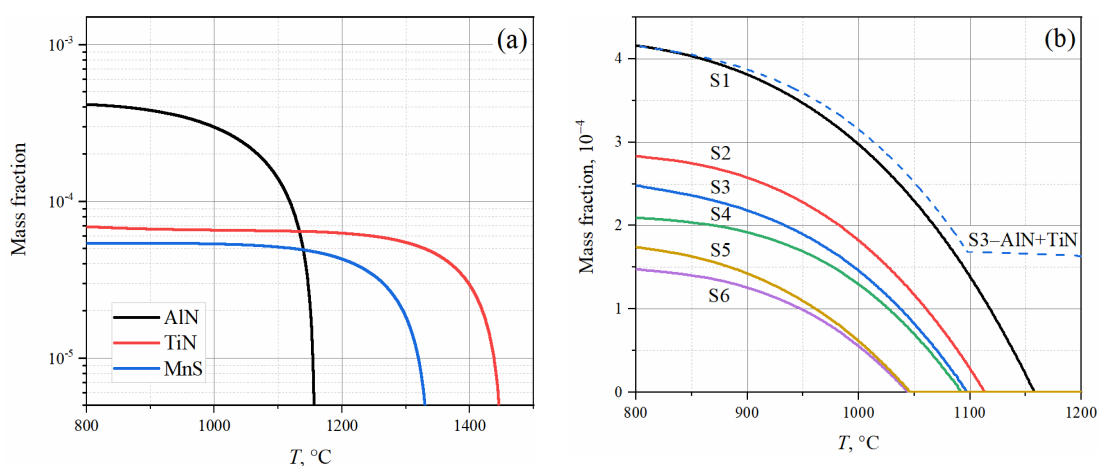 (a)
10⁻³
10⁻⁴
10⁻⁵
Mass fraction
AlN
TiN
MnS
800
1000
1200
1400
T, °C
(b)
4
3
2
1
0
Mass fraction, 10⁻⁴
S1
S2
S3
S4
S5
S6
S3–AlN+TiN
800
900
1000
1100
1200
T, °C